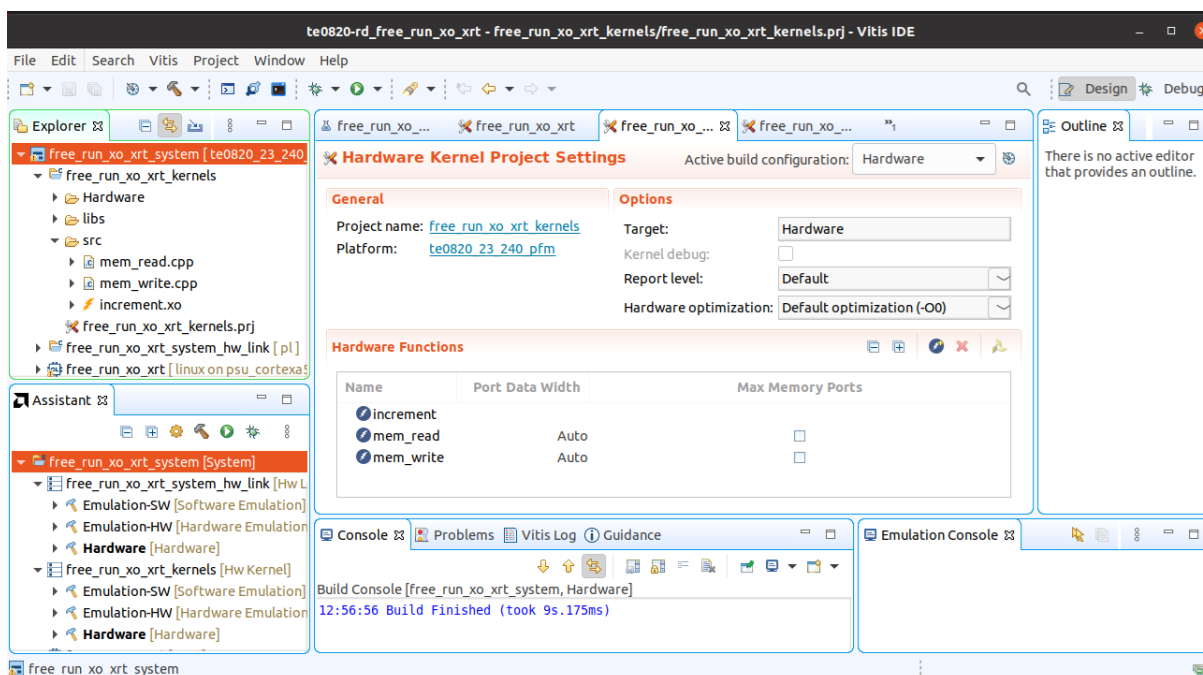 te0820-rd_free_run_xo_xrt - free_run_xo_xrt_kernels/free_run_xo_xrt_kernels.prj - Vitis IDE
File Edit Search Vitis Project Window Help
Design Debug
Explorer
free_run_xo_xrt_system [ te0820_23_240
free_run_xo_xrt_kernels
Hardware
libs
src
mem_read.cpp
mem_write.cpp
increment.xo
free_run_xo_xrt_kernels.prj
free_run_xo_xrt_system_hw_link [ pl ]
free_run_xo_xrt [ linux on psu_cortexa5
Assistant
free_run_xo_xrt_system [System]
free_run_xo_xrt_system_hw_link [Hw L
Emulation-SW [Software Emulation]
Emulation-HW [Hardware Emulation
Hardware [Hardware]
free_run_xo_xrt_kernels [Hw Kernel]
Emulation-SW [Software Emulation]
Emulation-HW [Hardware Emulation
Hardware [Hardware]
free_run_xo_... free_run_xo_xrt free_run_xo_... free_run_xo_... »1
Hardware Kernel Project Settings Active build configuration: Hardware
General
Project name: free_run_xo_xrt_kernels
Platform: te0820_23_240_pfm
Options
Target: Hardware
Kernel debug:
Report level: Default
Hardware optimization: Default optimization (-O0)
Hardware Functions
Name Port Data Width Max Memory Ports
increment
mem_read Auto
mem_write Auto
Outline
There is no active editor
that provides an outline.
Console Problems Vitis Log Guidance
Build Console [free_run_xo_xrt_system, Hardware]
12:56:56 Build Finished (took 9s.175ms)
Emulation Console
free_run_xo_xrt_system